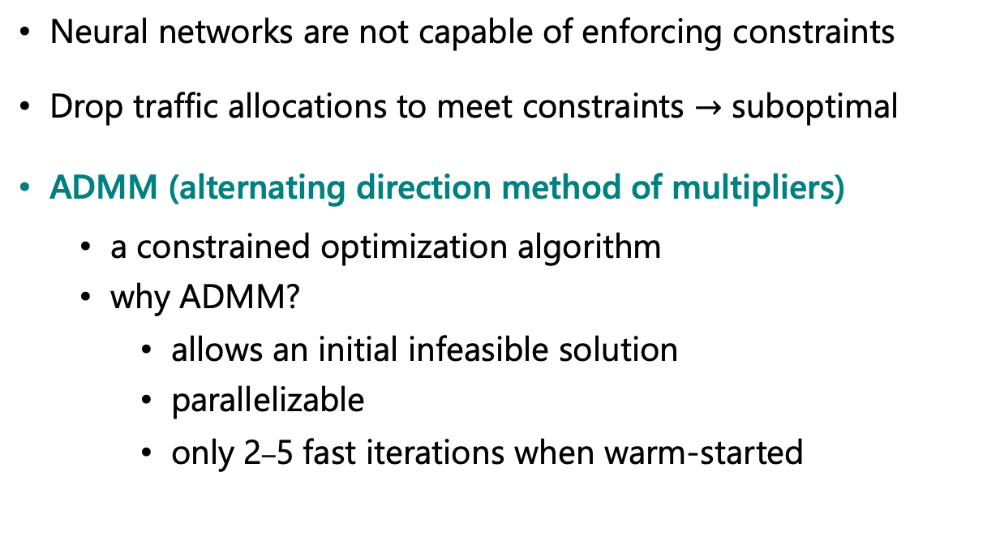 • Neural networks are not capable of enforcing constraints
• Drop traffic allocations to meet constraints → suboptimal
• ADMM (alternating direction method of multipliers)
• a constrained optimization algorithm
• why ADMM?
• allows an initial infeasible solution
• parallelizable
• only 2–5 fast iterations when warm-started